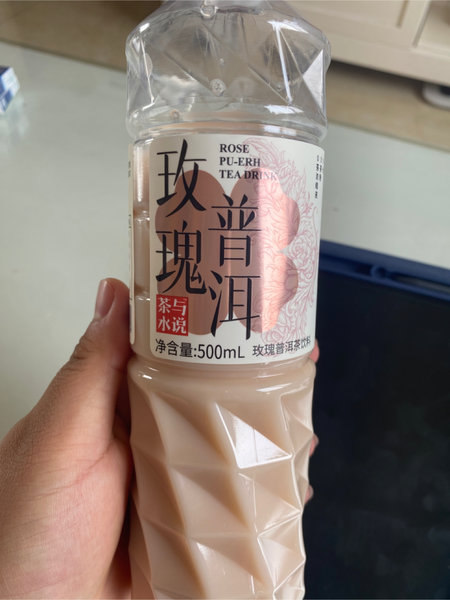 ROSE
PU-ERH
TEA DRINK
玫瑰
普洱
茶与
水说
净含量:500mL 玫瑰普洱茶饮料